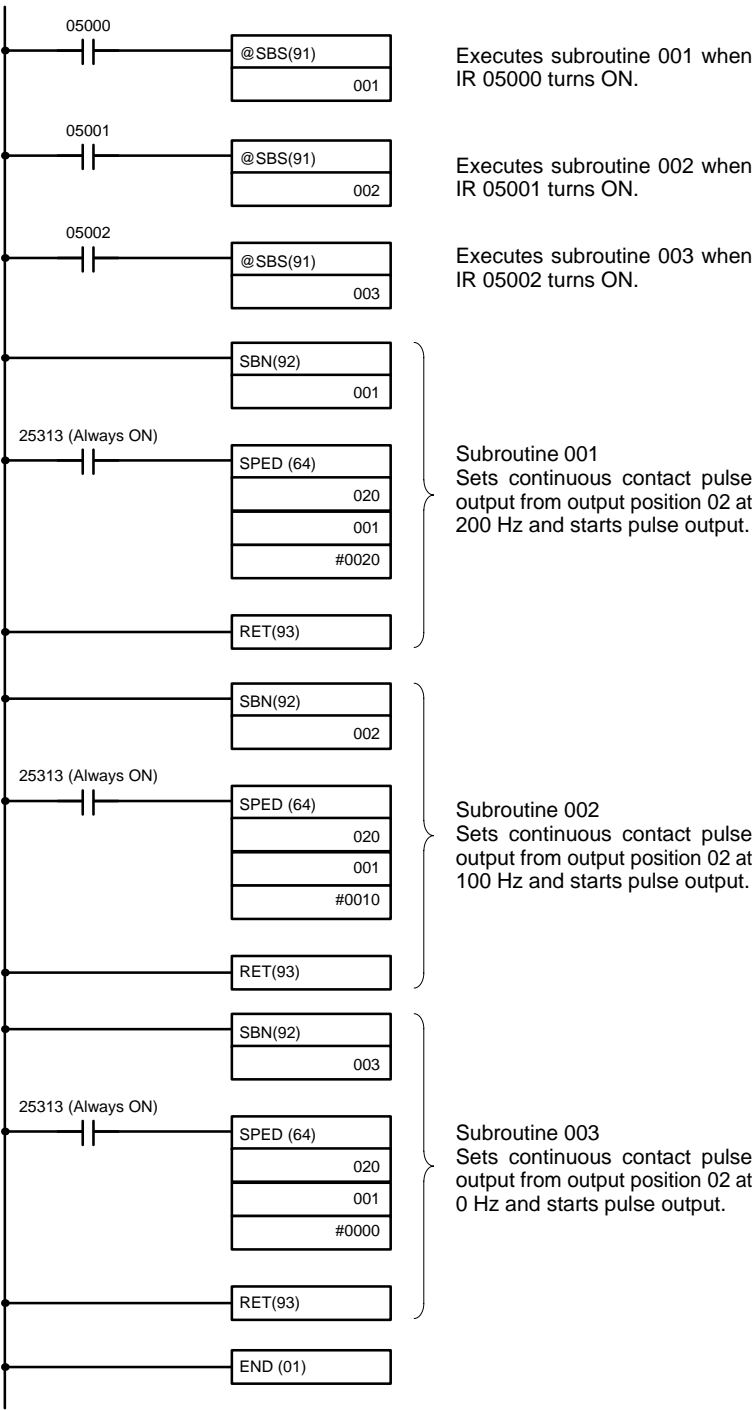 05000
@SBS(91)
001
Executes subroutine 001 when
IR 05000 turns ON.
05001
@SBS(91)
002
Executes subroutine 002 when
IR 05001 turns ON.
05002
@SBS(91)
003
Executes subroutine 003 when
IR 05002 turns ON.
SBN(92)
001
25313 (Always ON)
SPED (64)
020
001
#0020
RET(93)
Subroutine 001
Sets continuous contact pulse
output from output position 02 at
200 Hz and starts pulse output.
SBN(92)
002
25313 (Always ON)
SPED (64)
020
001
#0010
RET(93)
Subroutine 002
Sets continuous contact pulse
output from output position 02 at
100 Hz and starts pulse output.
SBN(92)
003
25313 (Always ON)
SPED (64)
020
001
#0000
RET(93)
Subroutine 003
Sets continuous contact pulse
output from output position 02 at
0 Hz and starts pulse output.
END (01)